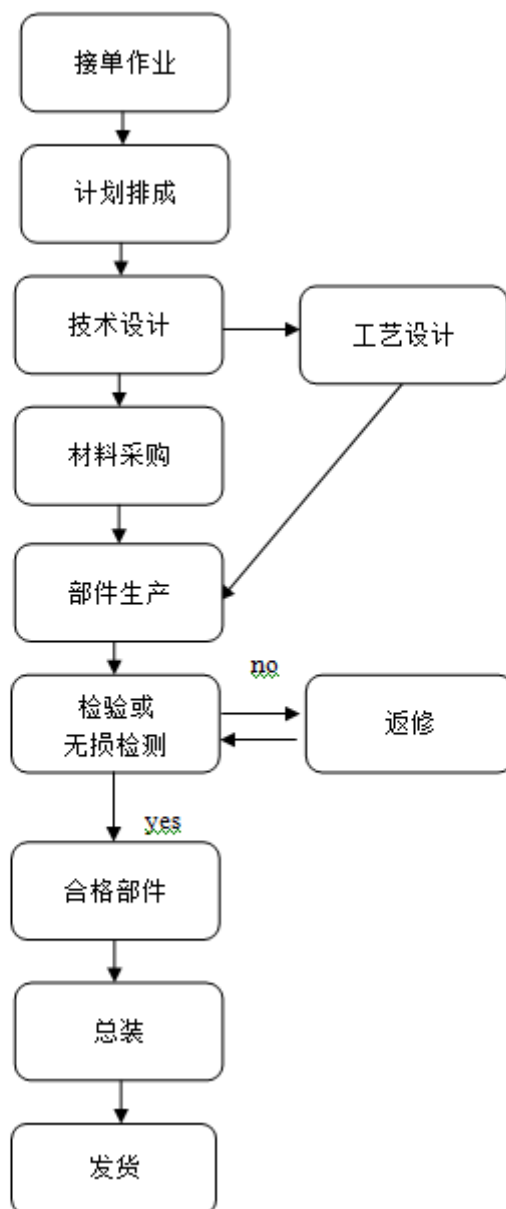 接单作业
计划排成
技术设计
工艺设计
材料采购
部件生产
no
检验或
无损检测
返修
yes
合格部件
总装
发货